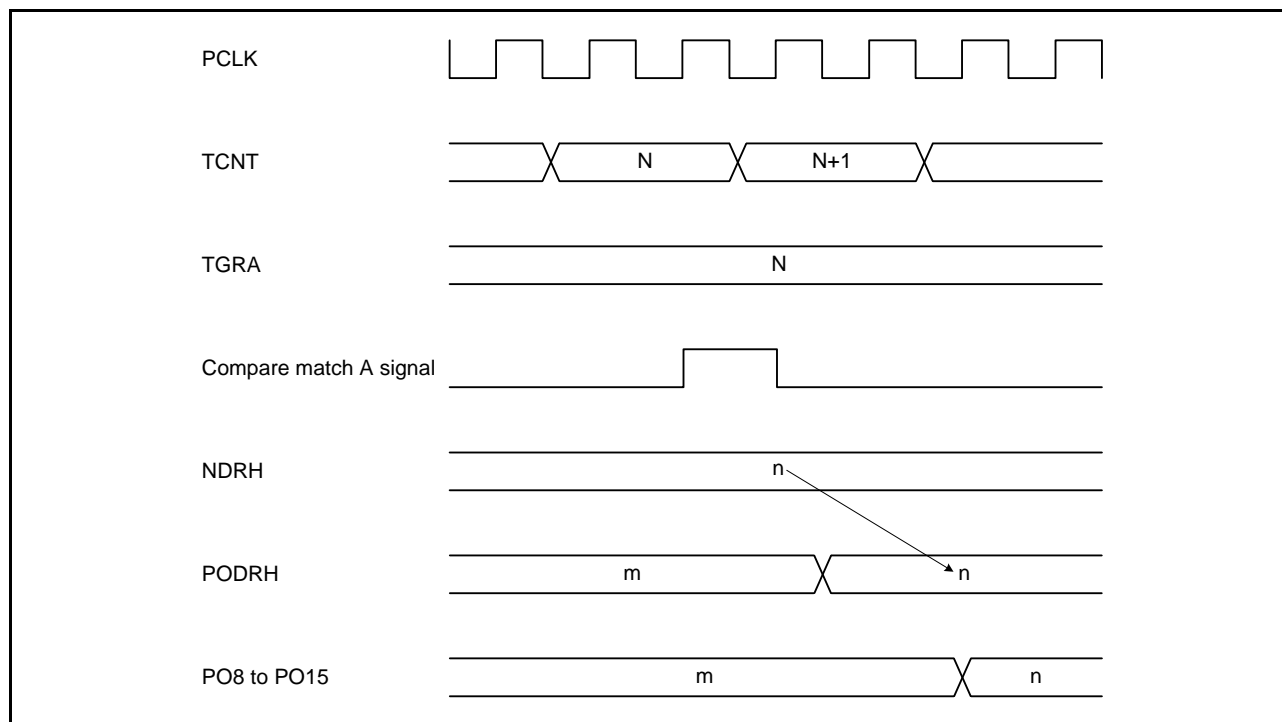 PCLK
TCNT
N
N+1
TGRA
N
Compare match A signal
NDRH
n
PODRH
m
n
PO8 to PO15
m
n